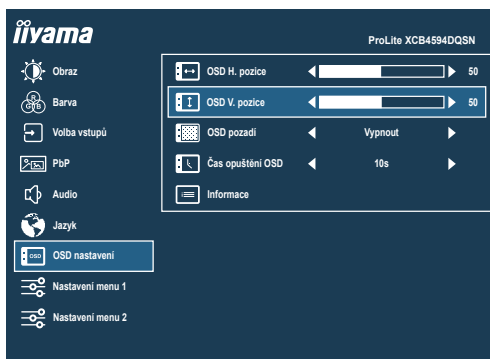 iiyama
ProLite XCB4594DQSN
Obraz
Barva
Volba vstupů
PbP
Audio
Jazyk
OSD nastavení
Nastavení menu 1
Nastavení menu 2
OSD H. pozice 50
OSD V. pozice 50
OSD pozadí Vypnout
Čas opuštění OSD 10s
Informace
R
G B
OSD